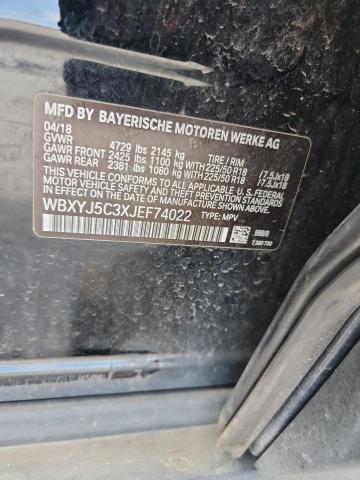 MFD BY BAYERISCHE MOTOREN WERKE AG
04/18
GVWR 4729 lbs 2145 kg TIRE / RIM
GAWR FRONT 2425 lbs 1100 kg WITH 225/50 R18 /7.5Jx18
GAWR REAR 2381 lbs 1080 kg WITH 225/50 R18 /7.5Jx18
THIS VEHICLE CONFORMS TO ALL APPLICABLE U.S. FEDERAL
MOTOR VEHICLE SAFETY, BUMPER, AND THEFT PREVENTION
STANDARDS IN EFFECT ON THE DATE OF MANUFACTURE SHOWN ABOVE.
WBXYJ5C3XJEF74022 TYPE: MPV